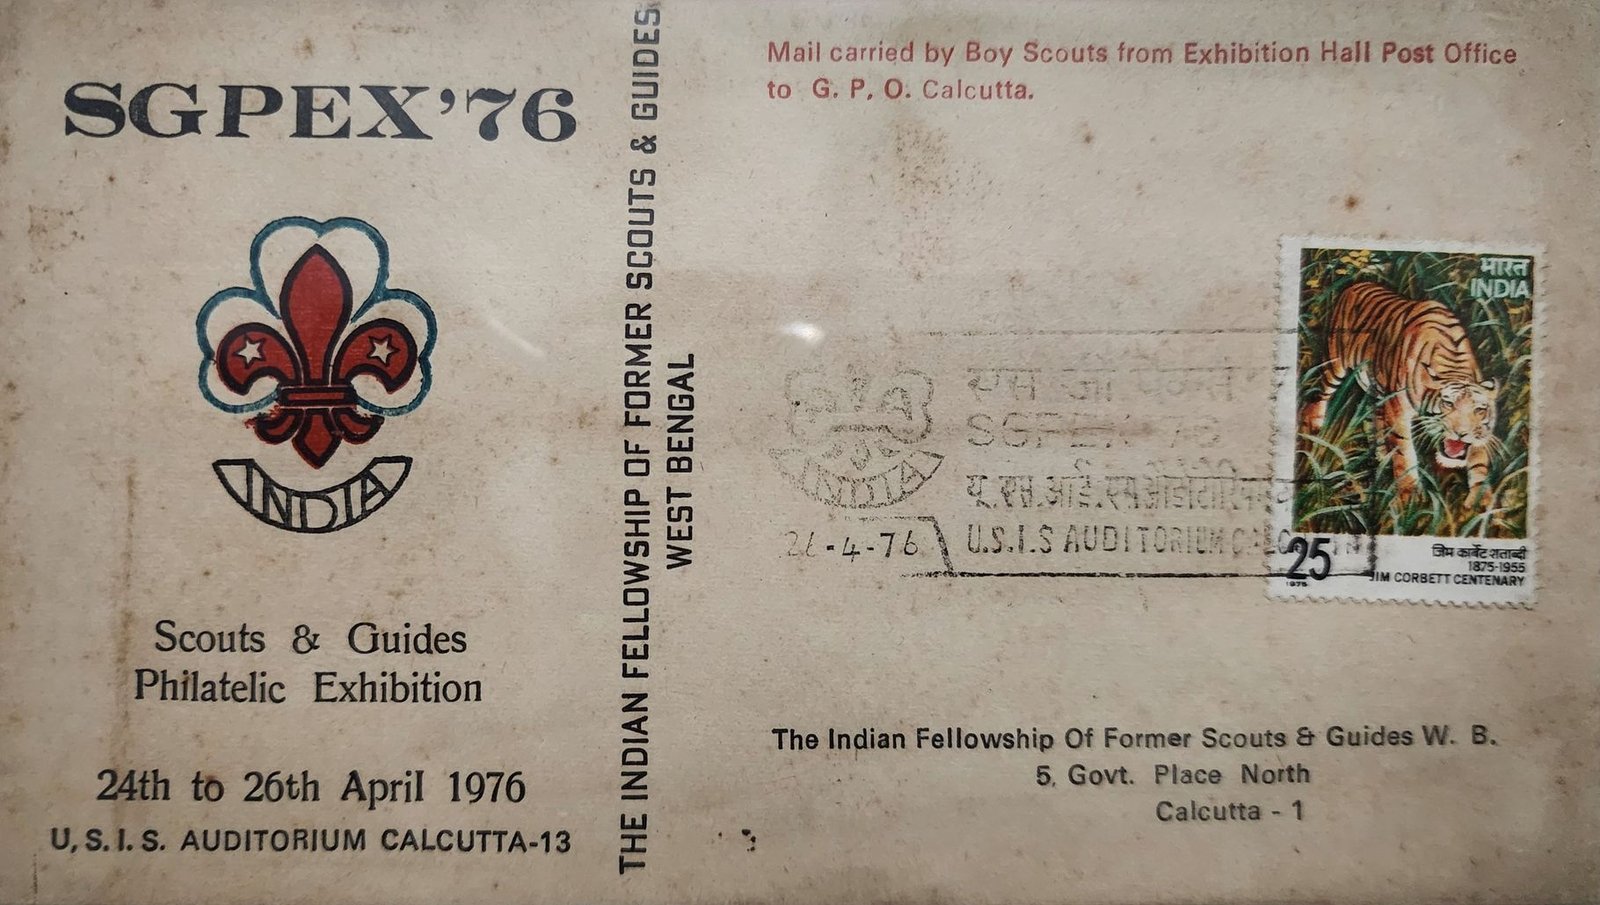 SGPEX'76
INDIA
Scouts & Guides
Philatelic Exhibition
24th to 26th April 1976
U.S.I.S. AUDITORIUM CALCUTTA-13
THE INDIAN FELLOWSHIP OF FORMER SCOUTS & GUIDES
WEST BENGAL
Mail carried by Boy Scouts from Exhibition Hall Post Office
to G. P. O. Calcutta.
भारत
INDIA
25
जिम कार्बेट शताब्दी
1875-1955
JIM CORBETT CENTENARY
1976
INDIA
एस जी पेक्स
SGPEX 76
U.S.I.S AUDITORIUM
-4-76
The Indian Fellowship Of Former Scouts & Guides W. B.
5, Govt. Place North
Calcutta - 1